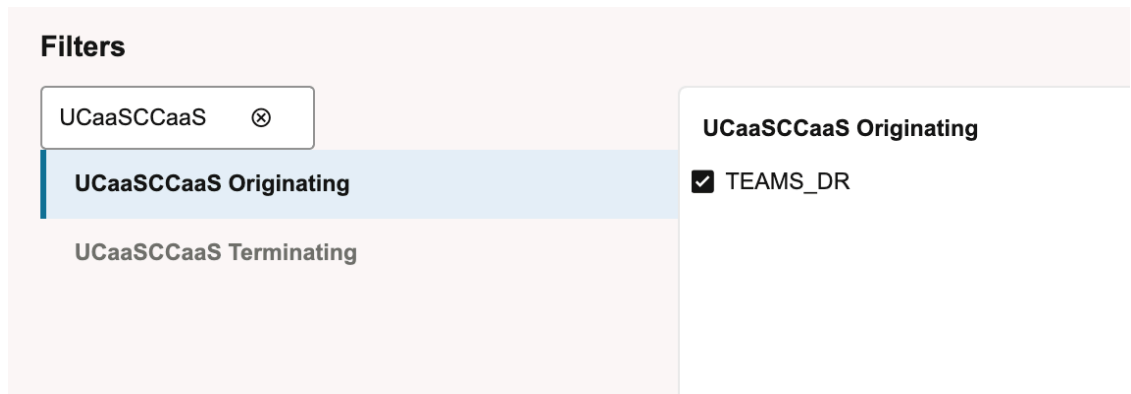 Filters
UCaaSCCaaS
UCaaSCCaaS Originating
UCaaSCCaaS Terminating
UCaaSCCaaS Originating
TEAMS_DR